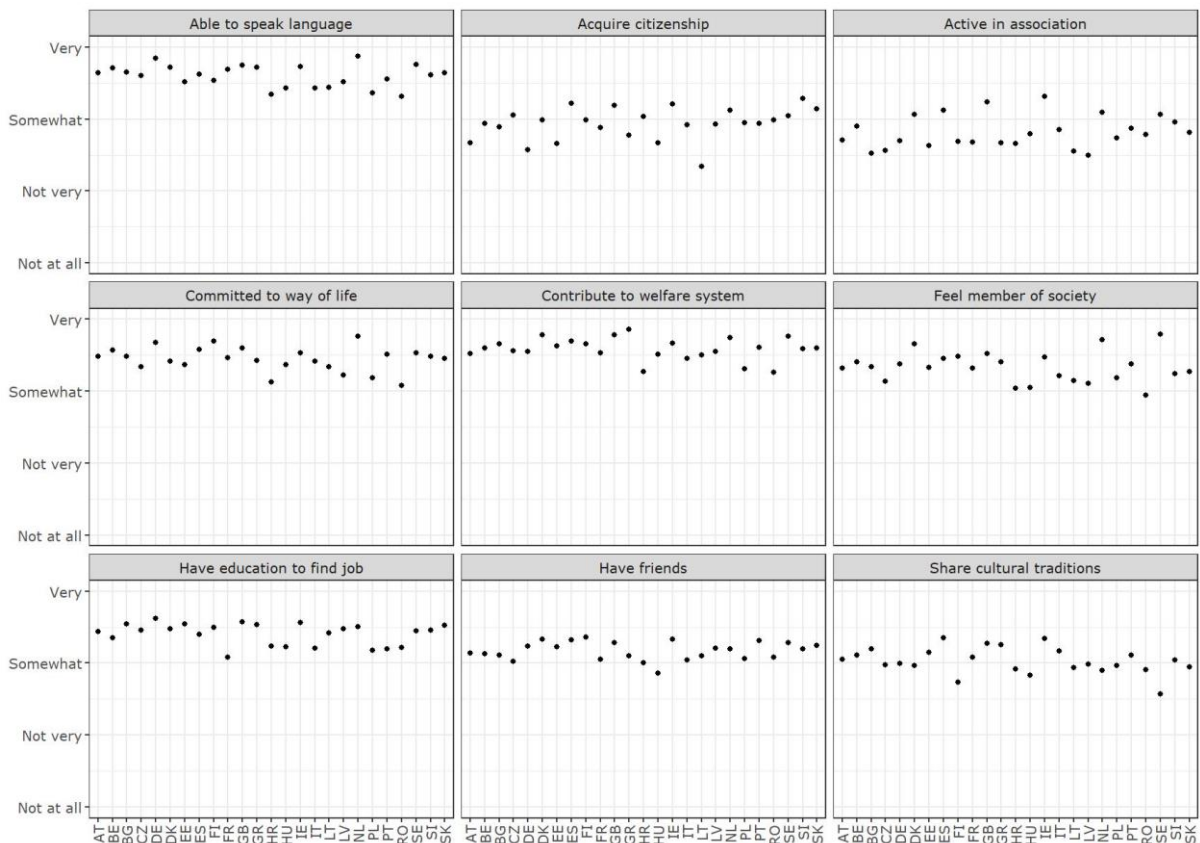 Able to speak language
Acquire citizenship
Active in association
Very
Somewhat
Not very
Not at all
Committed to way of life
Contribute to welfare system
Feel member of society
Very
Somewhat
Not very
Not at all
Have education to find job
Have friends
Share cultural traditions
Very
Somewhat
Not very
Not at all
AT BE BG CZ DE DK EE ES FI FR GB GR HR HU IE IT LT LV NL PL PT RO SE SI SK
AT BE BG CZ DE DK EE ES FI FR GB GR HR HU IE IT LT LV NL PL PT RO SE SI SK
AT BE BG CZ DE DK EE ES FI FR GB GR HR HU IE IT LT LV NL PL PT RO SE SI SK